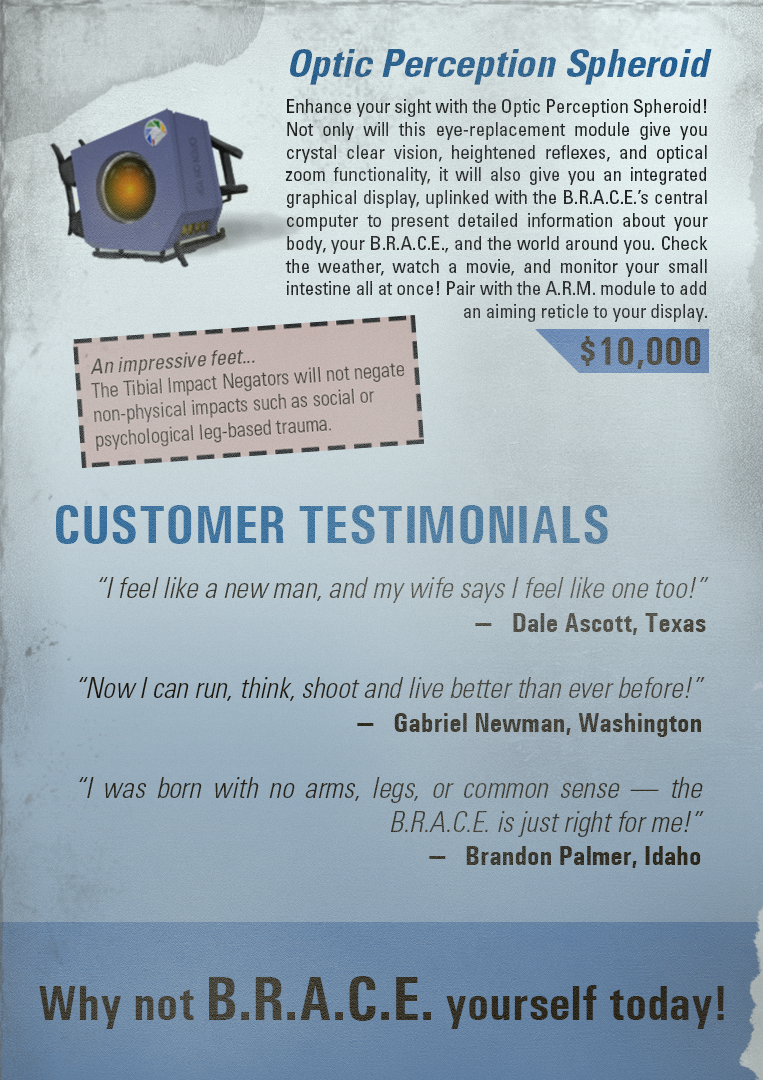 Optic Perception Spheroid
Enhance your sight with the Optic Perception Spheroid!
Not only will this eye-replacement module give you
crystal clear vision, heightened reflexes, and optical
zoom functionality, it will also give you an integrated
graphical display, uplinked with the B.R.A.C.E.’s central
computer to present detailed information about your
body, your B.R.A.C.E., and the world around you. Check
the weather, watch a movie, and monitor your small
intestine all at once! Pair with the A.R.M. module to add
an aiming reticle to your display.
$10,000
An impressive feet...
The Tibial Impact Negators will not negate
non-physical impacts such as social or
psychological leg-based trauma.
CUSTOMER TESTIMONIALS
“I feel like a new man, and my wife says I feel like one too!”
— Dale Ascott, Texas
“Now I can run, think, shoot and live better than ever before!”
— Gabriel Newman, Washington
“I was born with no arms, legs, or common sense — the
B.R.A.C.E. is just right for me!”
— Brandon Palmer, Idaho
Why not B.R.A.C.E. yourself today!